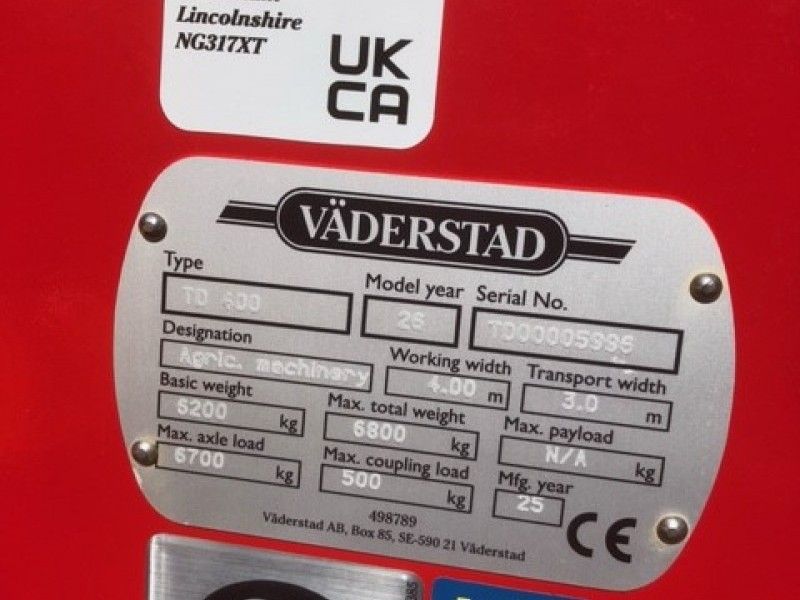 Lincolnshire
NG317XT
UK
CA
VÄDERSTAD
Type
Model year
Serial No.
TD 400
26
Designation
Working width
Transport width
Agric. machinery
4.00 m
3.0 m
Basic weight
Max. total weight
Max. payload
kg
6800 kg
N/A kg
Max. axle load
Max. coupling load
Mfg. year
6700 kg
500 kg
25
CE
498789
Väderstad AB, Box 85, SE-590 21 Väderstad